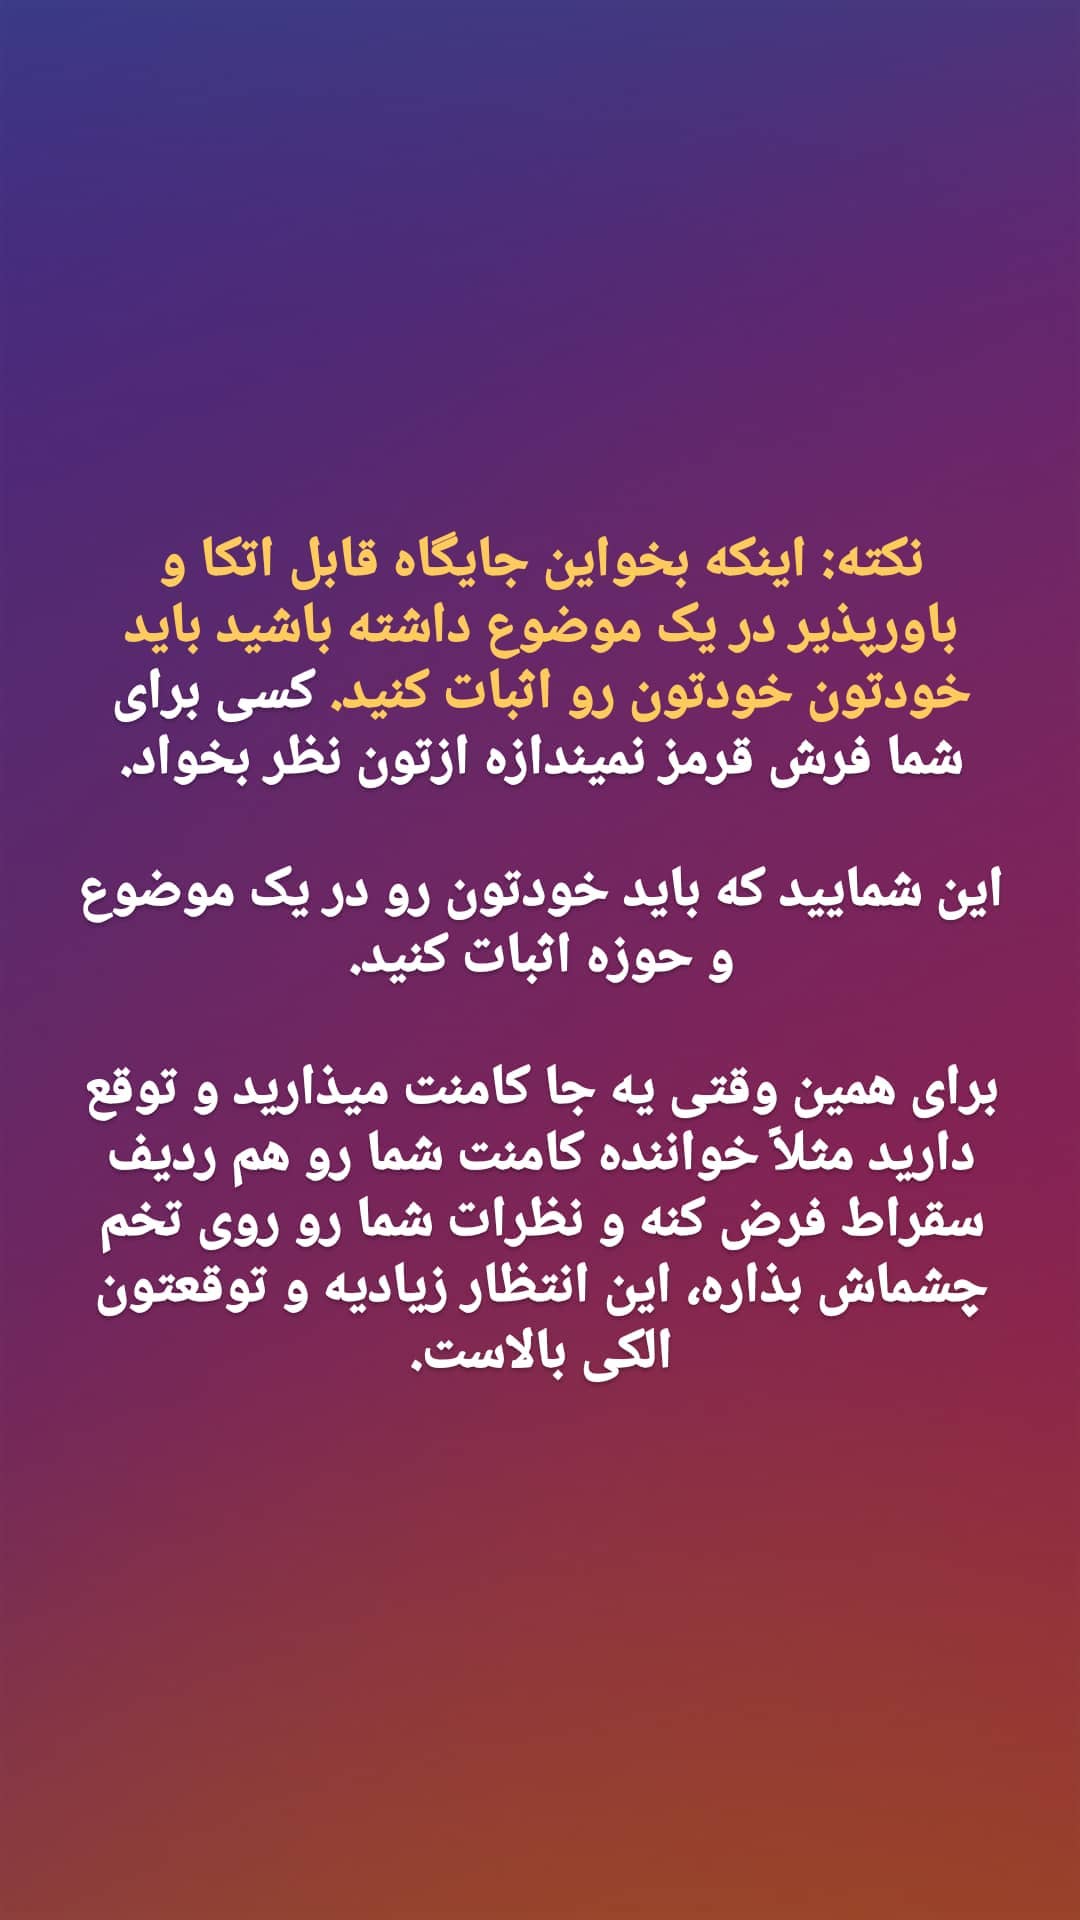 نکته: اینکه بخواین جایگاه قابل اتکا و
باورپذیر در یک موضوع داشته باشید باید
خودتون خودتون رو اثبات کنید. کسی برای
شما فرش قرمز نمیندازه ازتون نظر بخواد.
این شمایید که باید خودتون رو در یک موضوع
و حوزه اثبات کنید.
برای همین وقتی یه جا کامنت میذارید و توقع
دارید مثلاً خواننده کامنت شما رو هم ردیف
سقراط فرض کنه و نظرات شما رو روی تخم
چشماش بذاره، این انتظار زیادیه و توقعتون
الکی بالاست.